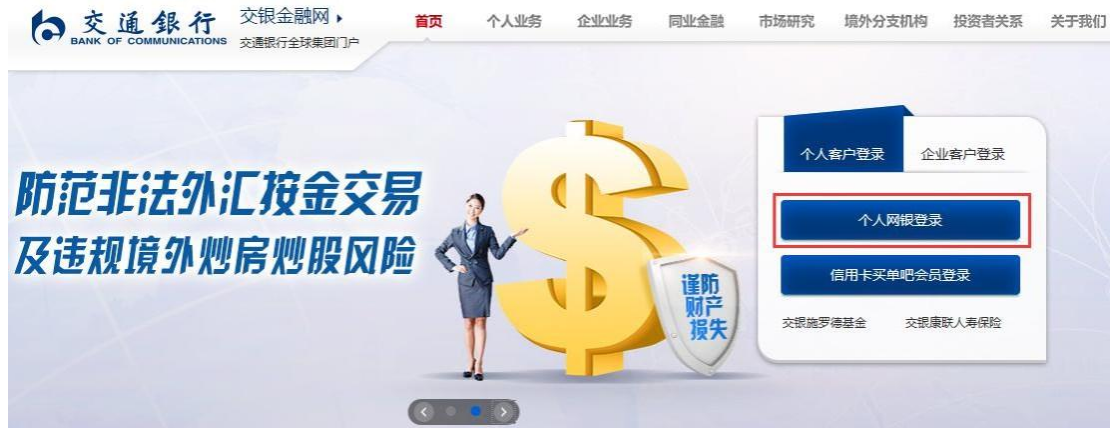 交通銀行
BANK OF COMMUNICATIONS
交银金融网
交通银行全球集团门户
首页 个人业务 企业业务 同业金融 市场研究 境外分支机构 投资者关系 关于我们
防范非法外汇按金交易
及违规境外炒房炒股风险
谨防
财产
损失
个人客户登录 企业客户登录
个人网银登录
信用卡买单吧会员登录
交银施罗德基金 交银康联人寿保险